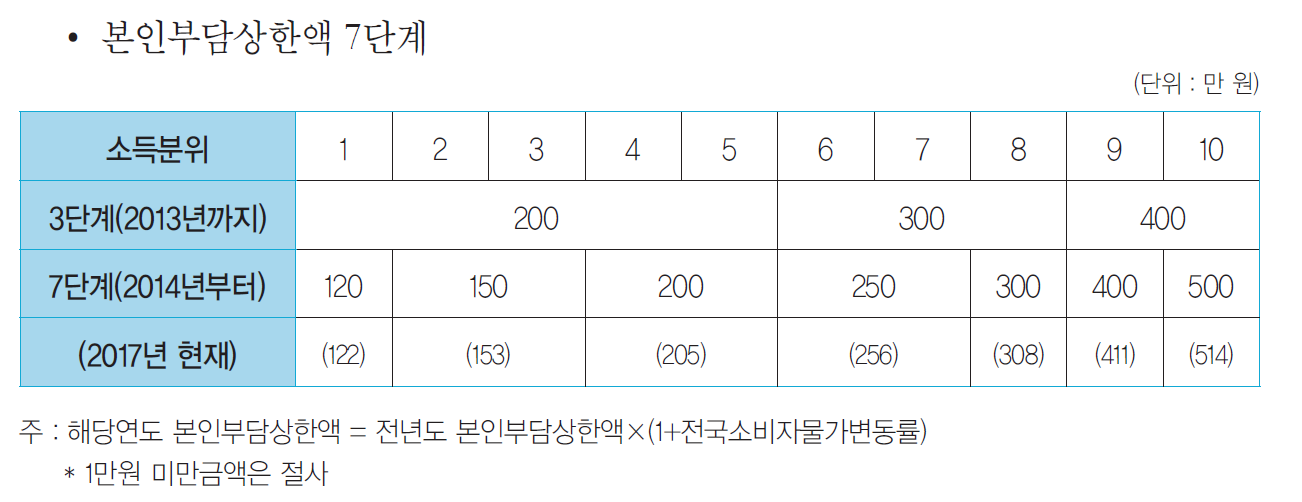 • 본인부담상한액 7단계
(단위 : 만 원)
소득분위 1 2 3 4 5 6 7 8 9 10
3단계(2013년까지) 200 300 400
7단계(2014년부터) 120 150 200 250 300 400 500
(2017년 현재) (122) (153) (205) (256) (308) (411) (514)
주 : 해당연도 본인부담상한액 = 전년도 본인부담상한액×(1+전국소비자물가변동률)
* 1만원 미만금액은 절사